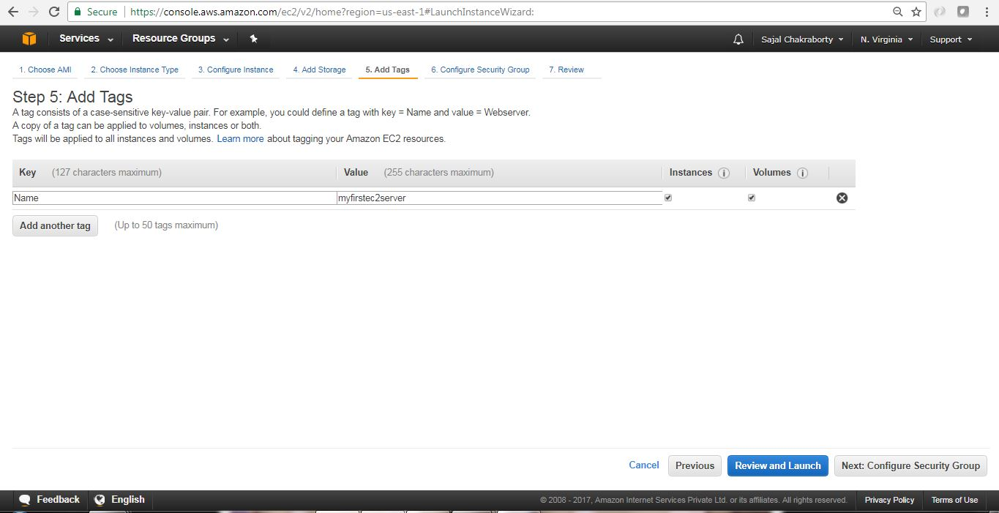 Secure https://console.aws.amazon.com/ec2/v2/home?region=us-east-1#LaunchInstanceWizard:
Services Resource Groups Sajal Chakraborty N. Virginia Support
1. Choose AMI 2. Choose Instance Type 3. Configure Instance 4. Add Storage 5. Add Tags 6. Configure Security Group 7. Review
Step 5: Add Tags
A tag consists of a case-sensitive key-value pair. For example, you could define a tag with key = Name and value = Webserver.
A copy of a tag can be applied to volumes, instances or both.
Tags will be applied to all instances and volumes. Learn more about tagging your Amazon EC2 resources.
Key (127 characters maximum) Value (255 characters maximum) Instances i Volumes i
Name myfirstec2server
Add another tag (Up to 50 tags maximum)
Cancel Previous Review and Launch Next: Configure Security Group
Feedback English © 2008 - 2017, Amazon Internet Services Private Ltd. or its affiliates. All rights reserved. Privacy Policy Terms of Use